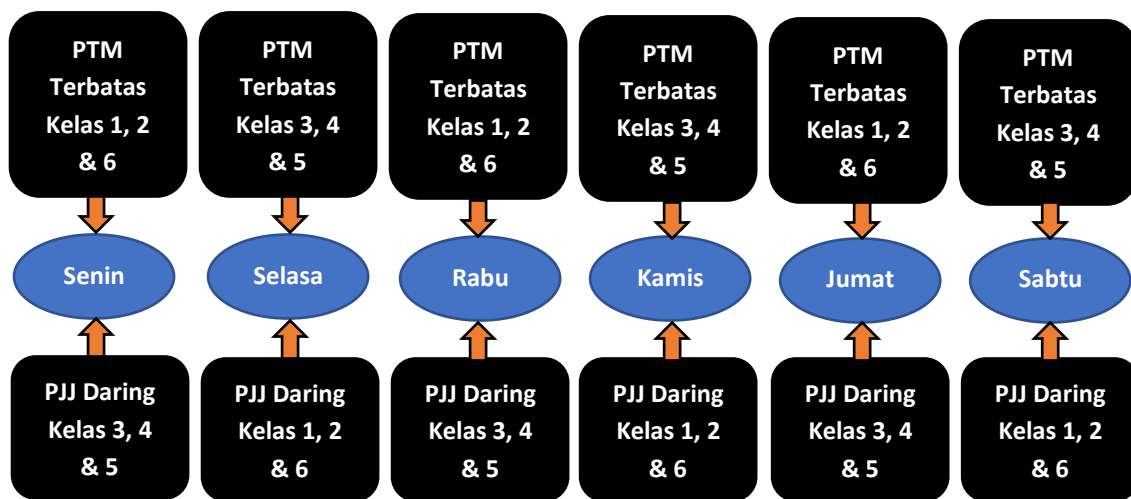 PTM
Terbatas
Kelas 1, 2
& 6
PTM
Terbatas
Kelas 3, 4
& 5
PTM
Terbatas
Kelas 1, 2
& 6
PTM
Terbatas
Kelas 3, 4
& 5
PTM
Terbatas
Kelas 1, 2
& 6
PTM
Terbatas
Kelas 3, 4
& 5
Senin
Selasa
Rabu
Kamis
Jumat
Sabtu
PJJ Daring
Kelas 3, 4
& 5
PJJ Daring
Kelas 1, 2
& 6
PJJ Daring
Kelas 3, 4
& 5
PJJ Daring
Kelas 1, 2
& 6
PJJ Daring
Kelas 3, 4
& 5
PJJ Daring
Kelas 1, 2
& 6